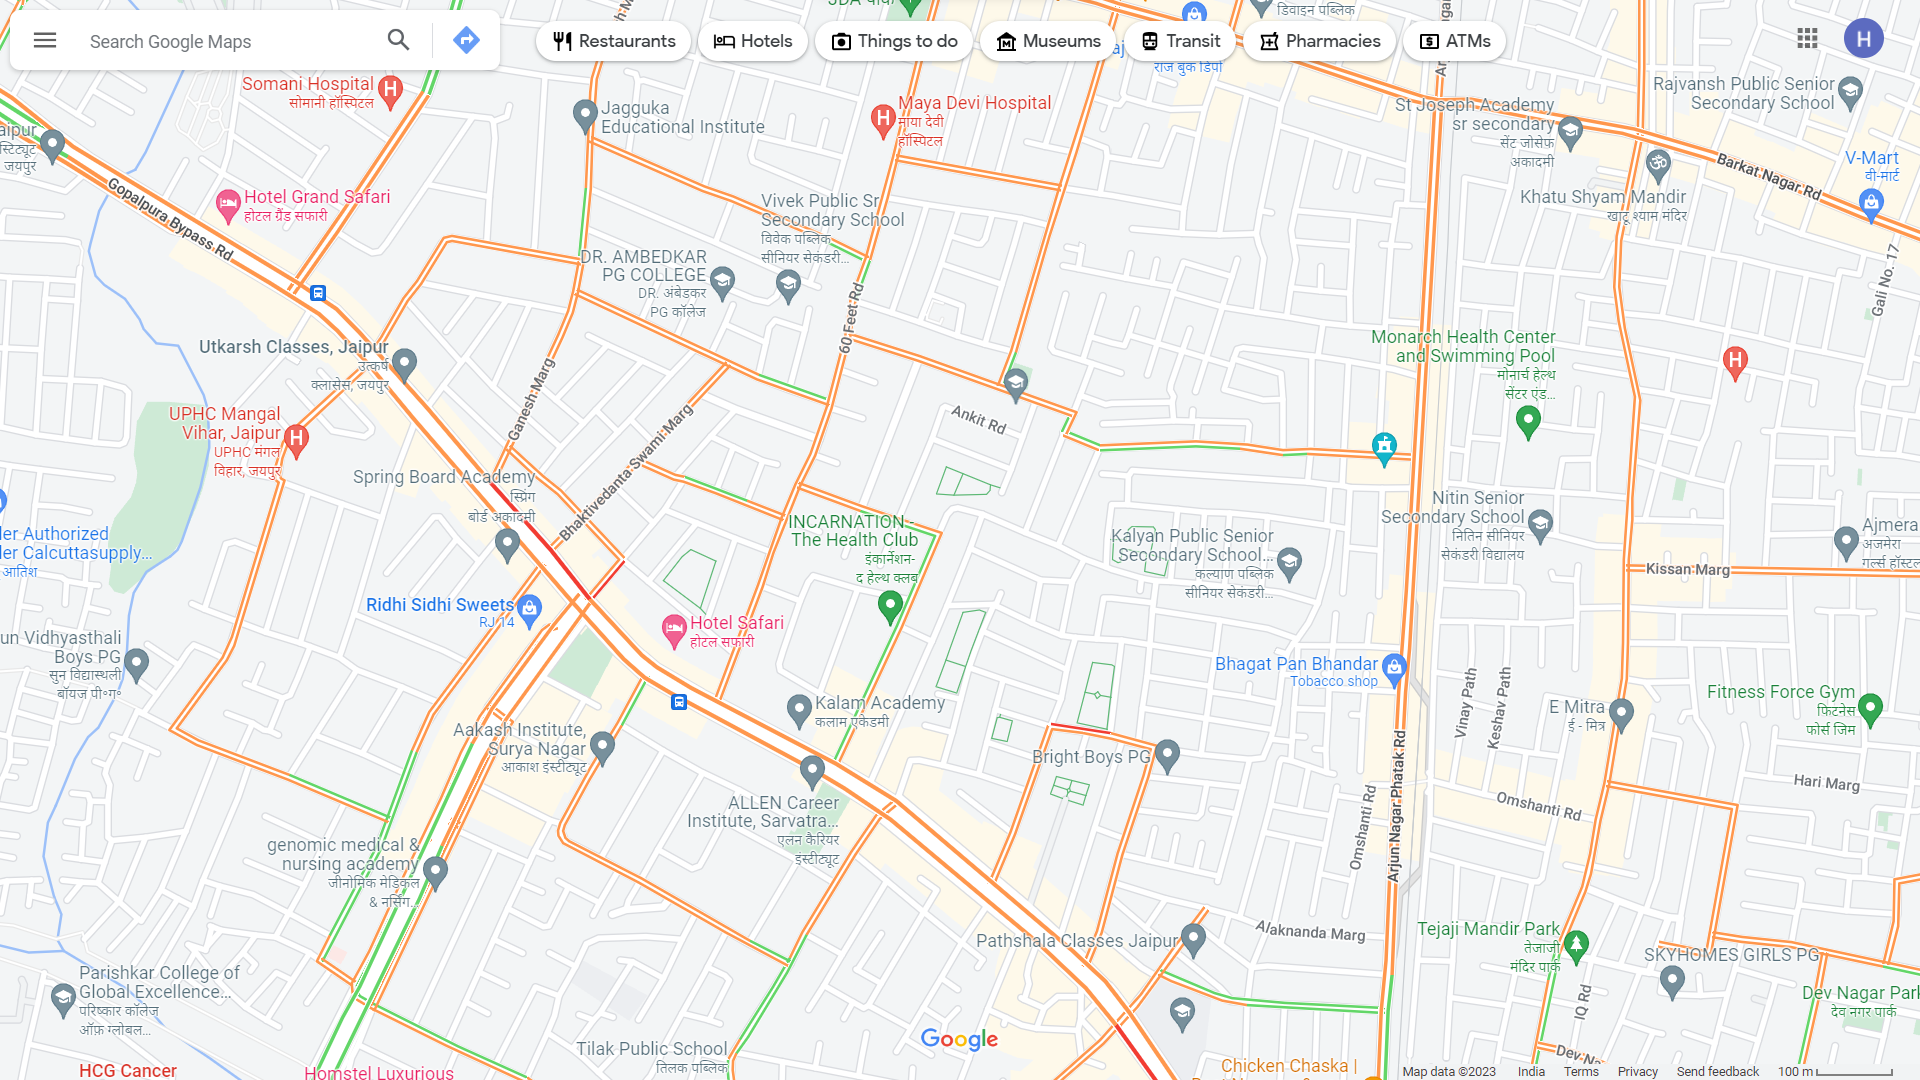 JDA पार्क
डिवाइन पब्लिक
Search Google Maps
Restaurants
Hotels
Things to do
Museums
Transit
Pharmacies
ATMs
H
राज बुक डिपो
Somani Hospital
सोमानी हॉस्पिटल
Jagguka
Educational Institute
Maya Devi Hospital
माया देवी
हॉस्पिटल
St Joseph Academy
sr secondary
सेंट जोसेफ
अकादमी
Rajvansh Public Senior
Secondary School
Barkat Nagar Rd
V-Mart
वी-मार्ट
जयपुर
Gopalpura Bypass Rd
Hotel Grand Safari
होटल ग्रैंड सफारी
Vivek Public Sr
Secondary School
विवेक पब्लिक
सीनियर सेकंडरी...
Khatu Shyam Mandir
खाटू श्याम मंदिर
DR. AMBEDKAR
PG COLLEGE
DR. अंबेडकर
PG कॉलेज
60 Feet Rd
Gali No. 17
Utkarsh Classes, Jaipur
उत्कर्ष
क्लासेस, जयपुर
Monarch Health Center
and Swimming Pool
मोनार्च हेल्थ
सेंटर एंड...
Ganesh Marg
Ankit Rd
UPHC Mangal
Vihar, Jaipur
UPHC मंगल
विहार, जयपुर
Bhaktivedanta Swami Marg
Spring Board Academy
स्प्रिंग
बोर्ड अकादमी
Nitin Senior
Secondary School
नितिन सीनियर
सेकंडरी विद्यालय
INCARNATION -
The Health Club
इंकार्नेशन-
द हेल्थ क्लब
Kalyan Public Senior
Secondary School...
कल्याण पब्लिक
सीनियर सेकंडरी...
Ajmera
अजमेरा
गर्ल्स हॉस्टल
Authorized
Calcuttasupply...
आतिश
Kissan Marg
Ridhi Sidhi Sweets
RJ 14
Hotel Safari
होटल सफारी
un Vidhyasthali
Boys PG
सुन विद्यास्थली
बॉयज पी०ग०
Bhagat Pan Bhandar
Tobacco shop
Vinay Path
Keshav Path
E Mitra
ई - मित्र
Fitness Force Gym
फिटनेस
फोर्स जिम
Kalam Academy
कलाम एकेडमी
Aakash Institute,
Surya Nagar
आकाश इंस्टीट्यूट
Bright Boys PG
Arjun Nagar Phatak Rd
Hari Marg
Omshanti Rd
Omshanti Rd
ALLEN Career
Institute, Sarvatra...
एलन कैरियर
इंस्टीट्यूट
genomic medical &
nursing academy
जीनोमिक मेडिकल
& नर्सिंग...
Alaknanda Marg
Pathshala Classes Jaipur
Tejaji Mandir Park
तेजाजी
मंदिर पार्क
SKYHOMES GIRLS PG
Parishkar College of
Global Excellence...
परिष्कार कॉलेज
ऑफ़ ग्लोबल...
IQ Rd
Dev Nagar Park
देव नगर पार्क
Google
Tilak Public School
तिलक पब्लिक
Dev Na
HCG Cancer
Homstel Luxurious
Chicken Chaska |
Map data ©2023
India
Terms
Privacy
Send feedback
100 m